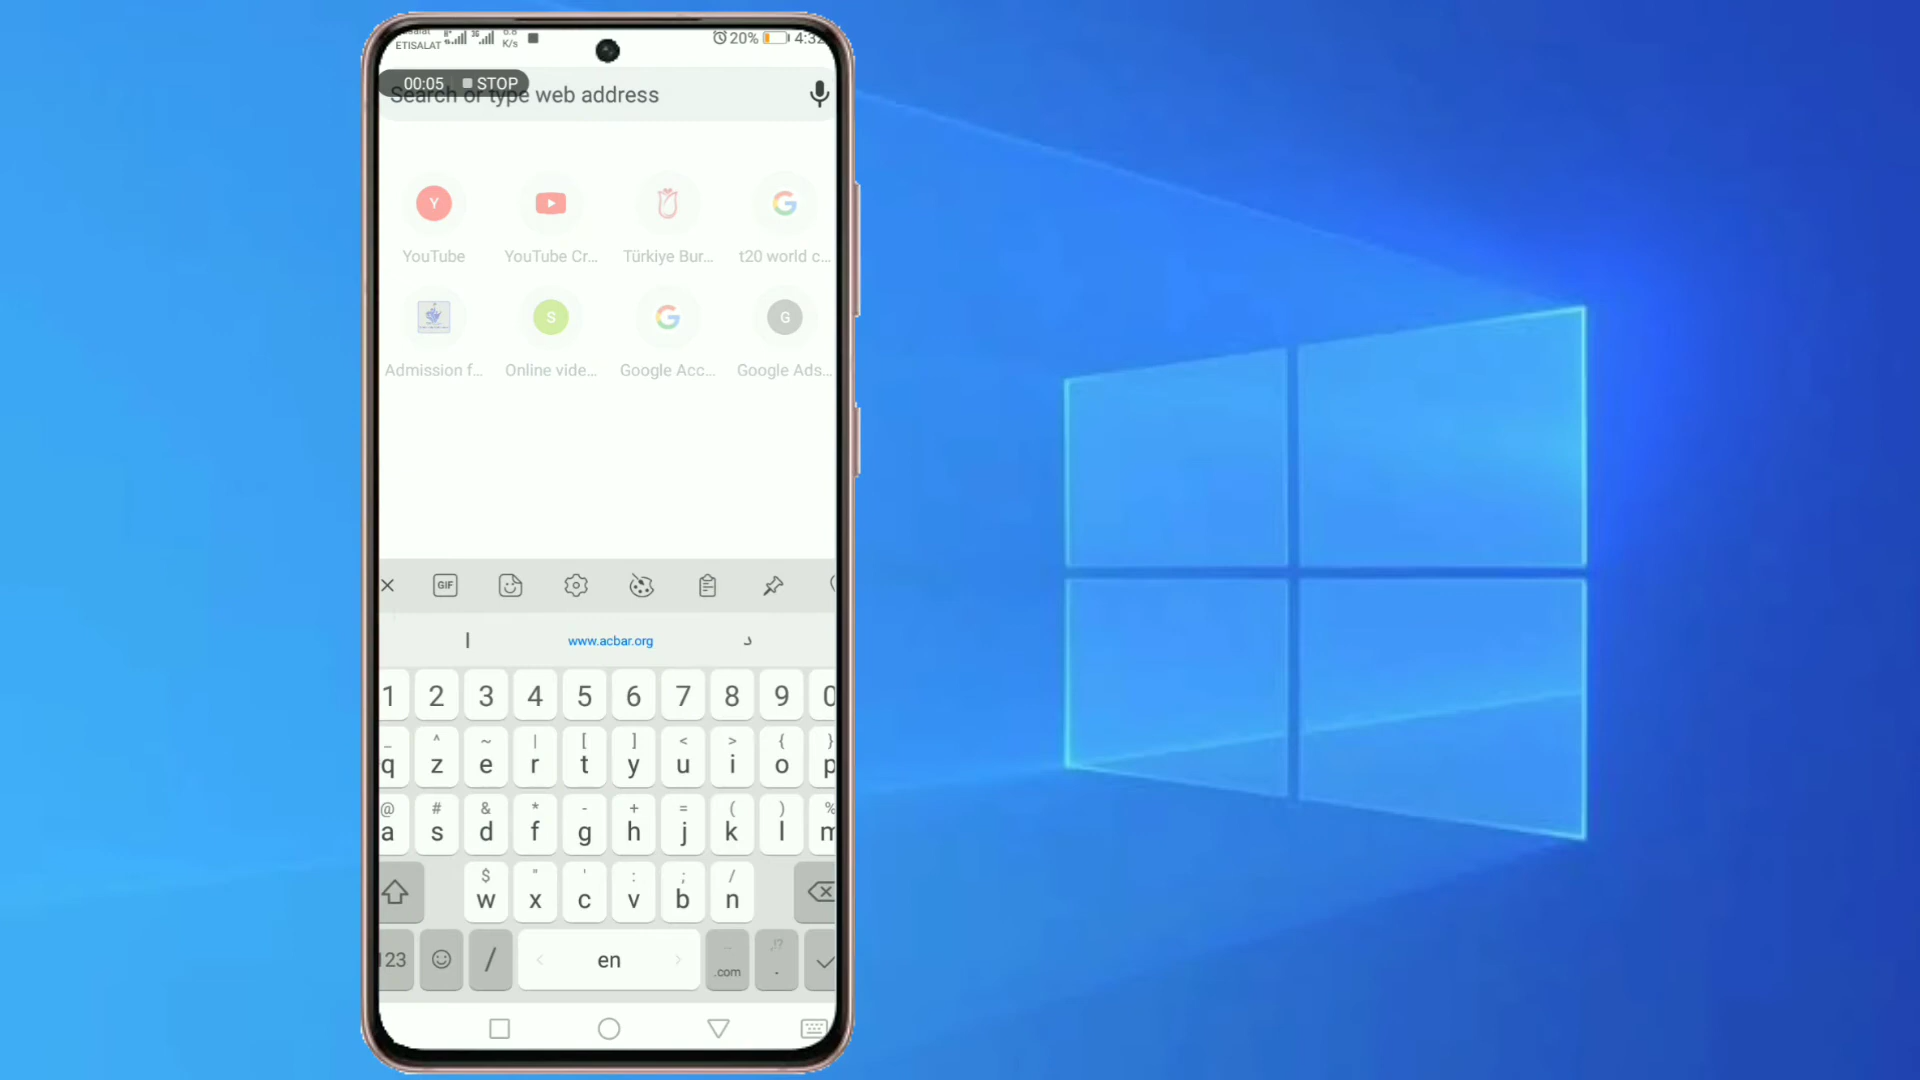 ETISALAT
K/s
20%
4:32
00:05 STOP
Search or type web address
Y
YouTube
YouTube Cr...
Türkiye Bur...
t20 world c...
S
G
Admission f...
Online vide...
Google Acc...
Google Ads...
GIF
ا
www.acbar.org
د
1 2 3 4 5 6 7 8 9 0
_ ^ ~ | [ ] < > { }
q z e r t y u i o p
@ # & * - + = ( ) %
a s d f g h j k l m
$ " ' : ; /
w x c v b n
123
/
< en >
.com
,!?
.